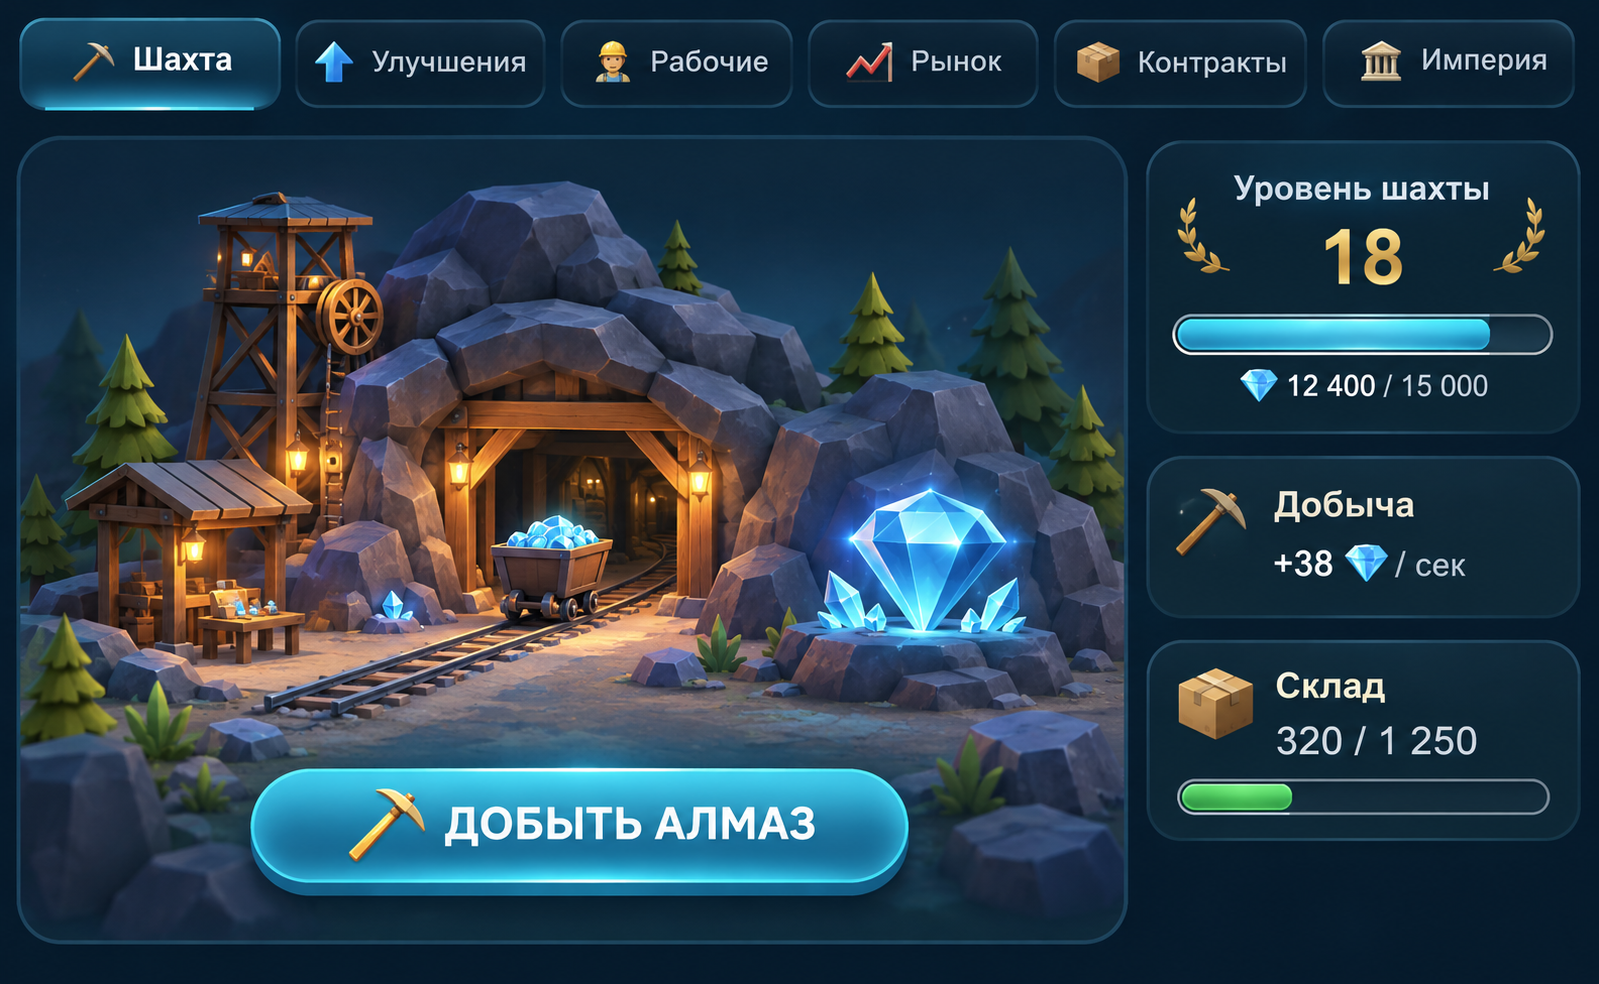 Шахта
Улучшения
Рабочие
Рынок
Контракты
Империя
Уровень шахты
18
12 400 / 15 000
Добыча
+38 / сек
Склад
320 / 1 250
ДОБЫТЬ АЛМАЗ